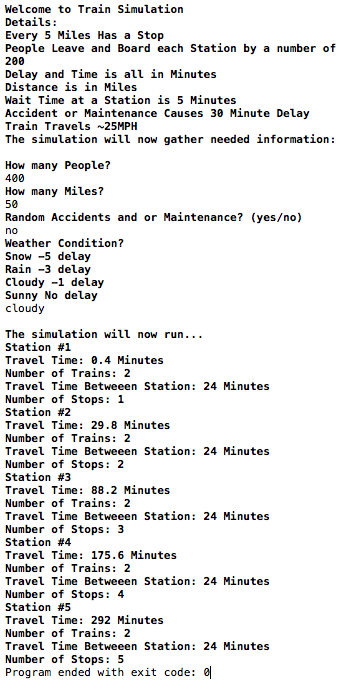 Welcome to Train Simulation
Details:
Every 5 Miles Has a Stop
People Leave and Board each Station by a number of
200
Delay and Time is all in Minutes
Distance is in Miles
Wait Time at a Station is 5 Minutes
Accident or Maintenance Causes 30 Minute Delay
Train Travels ~25MPH
The simulation will now gather needed information:

How many People?
400
How many Miles?
50
Random Accidents and or Maintenance? (yes/no)
no
Weather Condition?
Snow -5 delay
Rain -3 delay
Cloudy -1 delay
Sunny No delay
cloudy

The simulation will now run...
Station #1
Travel Time: 0.4 Minutes
Number of Trains: 2
Travel Time Betweeen Station: 24 Minutes
Number of Stops: 1
Station #2
Travel Time: 29.8 Minutes
Number of Trains: 2
Travel Time Betweeen Station: 24 Minutes
Number of Stops: 2
Station #3
Travel Time: 88.2 Minutes
Number of Trains: 2
Travel Time Betweeen Station: 24 Minutes
Number of Stops: 3
Station #4
Travel Time: 175.6 Minutes
Number of Trains: 2
Travel Time Betweeen Station: 24 Minutes
Number of Stops: 4
Station #5
Travel Time: 292 Minutes
Number of Trains: 2
Travel Time Betweeen Station: 24 Minutes
Number of Stops: 5
Program ended with exit code: 0